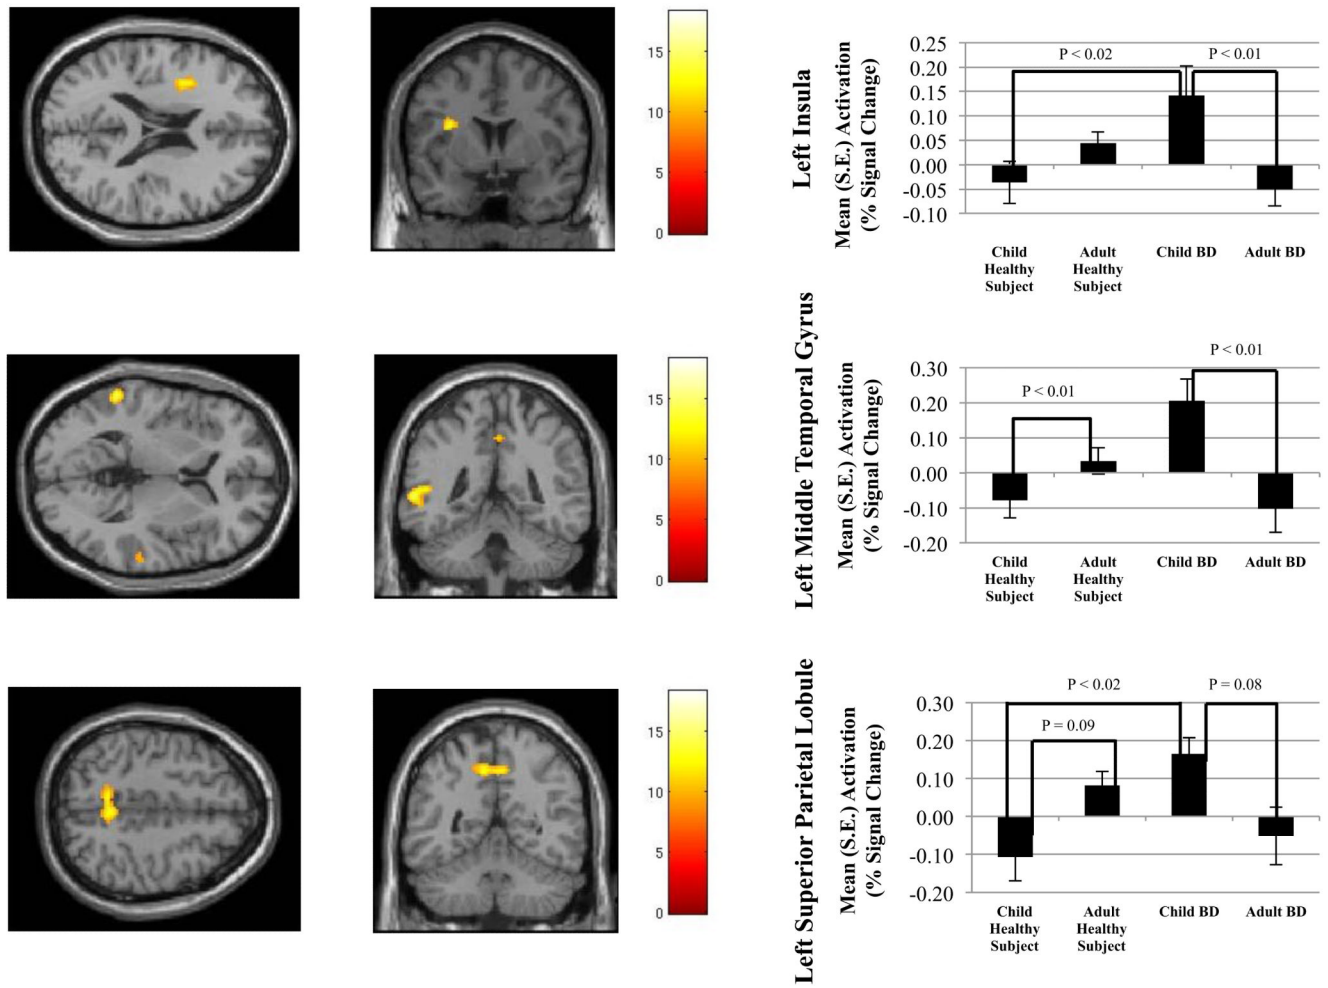 15
10
5
0
Left Insula
Mean (S.E.) Activation
(% Signal Change)
0.25
0.20
0.15
0.10
0.05
0.00
-0.05
-0.10
P < 0.02
P < 0.01
Child
Healthy
Subject
Adult
Healthy
Subject
Child BD
Adult BD
15
10
5
0
Left Middle Temporal Gyrus
Mean (S.E.) Activation
(% Signal Change)
0.30
0.20
0.10
0.00
-0.10
-0.20
P < 0.01
P < 0.01
Child
Healthy
Subject
Adult
Healthy
Subject
Child BD
Adult BD
15
10
5
0
Left Superior Parietal Lobule
Mean (S.E.) Activation
(% Signal Change)
0.30
0.20
0.10
0.00
-0.10
-0.20
P < 0.02
P = 0.08
P = 0.09
Child
Healthy
Subject
Adult
Healthy
Subject
Child BD
Adult BD